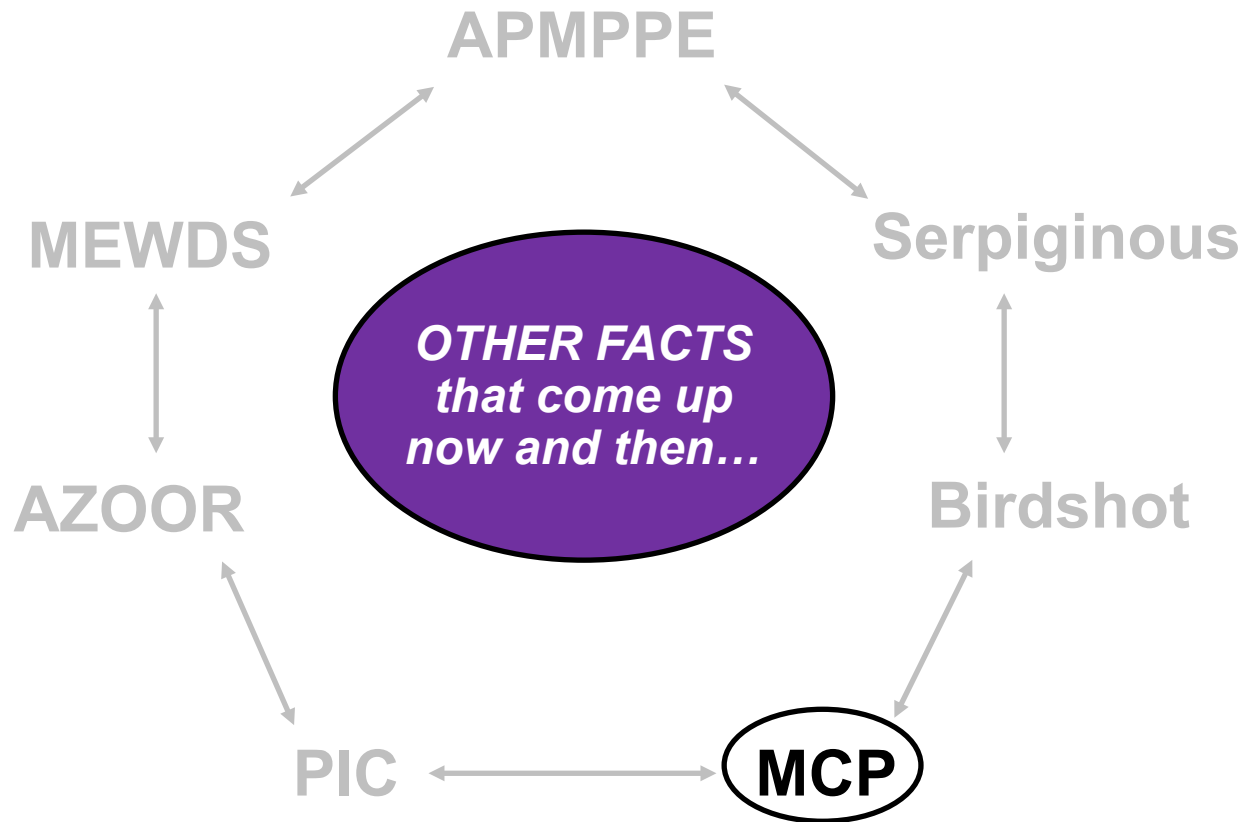 APMPPE
MEWDS
Serpiginous
OTHER FACTS
that come up
now and then…
AZOOR
Birdshot
PIC
MCP